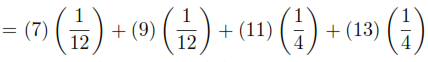 = (7) (1/12) + (9) (1/12) + (11) (1/4) + (13) (1/4)